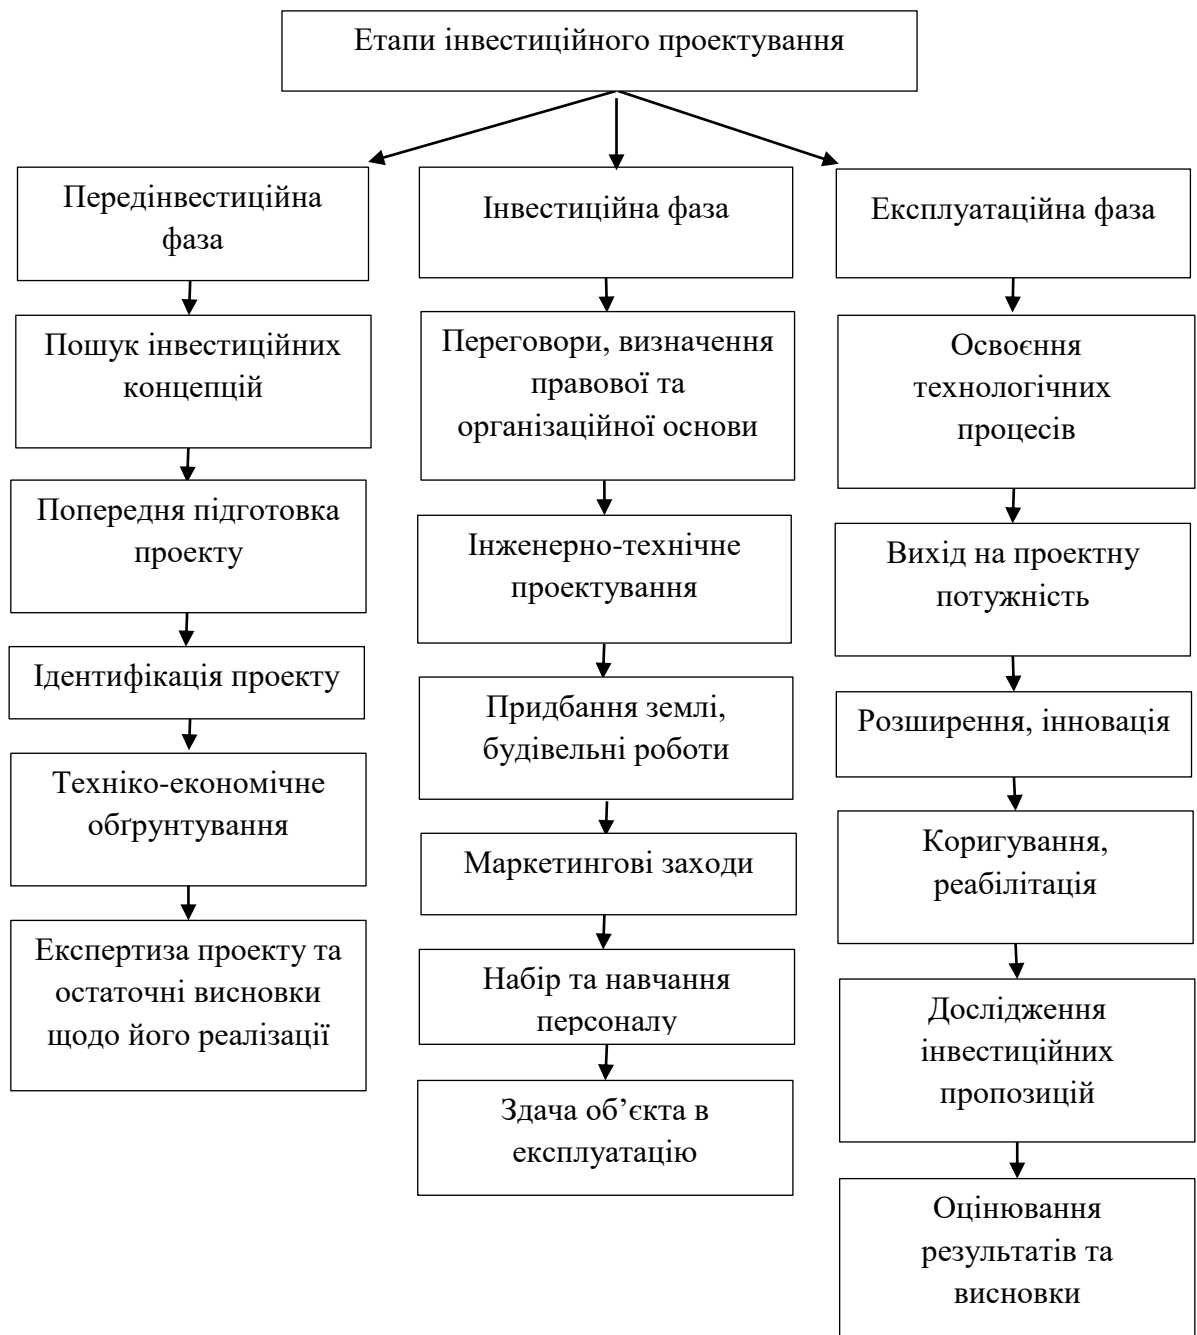 Етапи інвестиційного проектування
Передінвестиційна
фаза
Пошук інвестиційних
концепцій
Попередня підготовка
проекту
Ідентифікація проекту
Техніко-економічне
обґрунтування
Експертиза проекту та
остаточні висновки
щодо його реалізації
Інвестиційна фаза
Переговори, визначення
правової та
організаційної основи
Інженерно-технічне
проектування
Придбання землі,
будівельні роботи
Маркетингові заходи
Набір та навчання
персоналу
Здача об’єкта в
експлуатацію
Експлуатаційна фаза
Освоєння
технологічних
процесів
Вихід на проектну
потужність
Розширення, інновація
Коригування,
реабілітація
Дослідження
інвестиційних
пропозицій
Оцінювання
результатів та
висновки